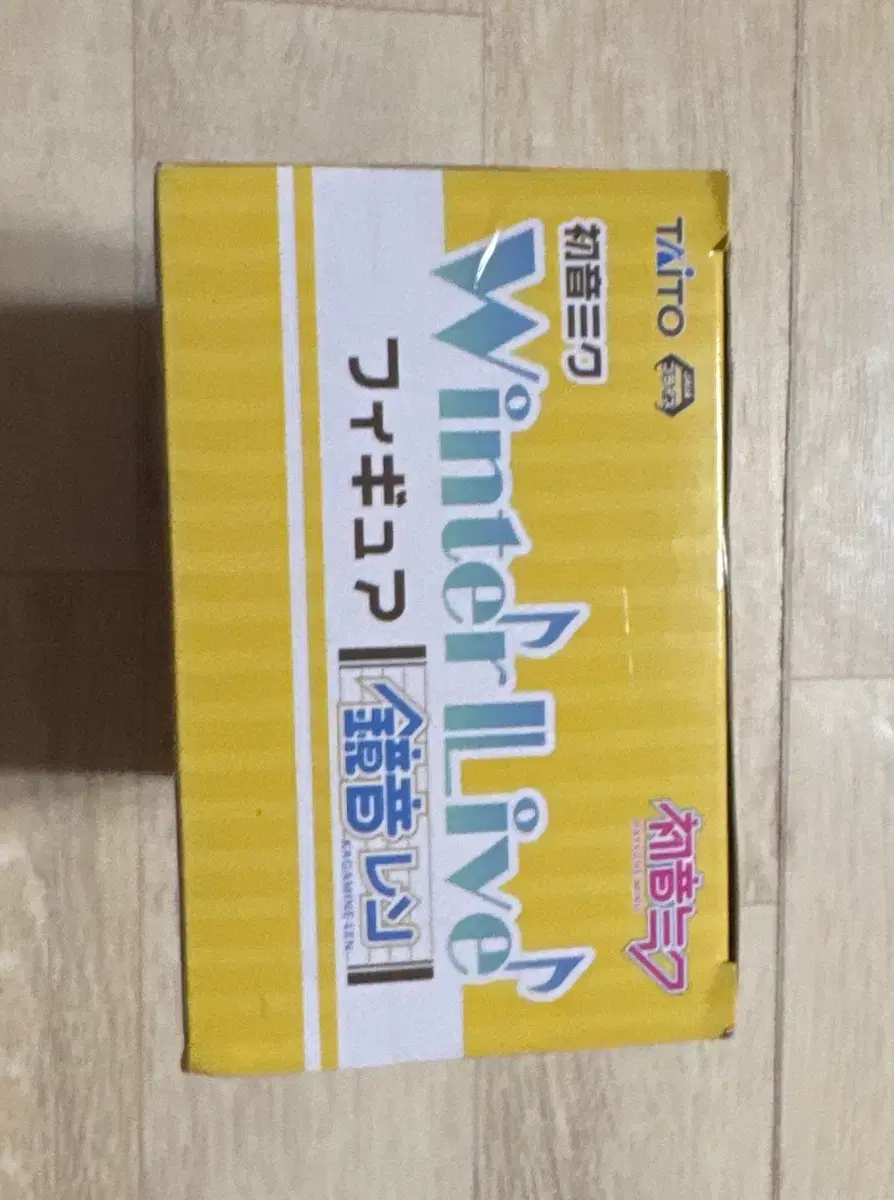 TAITO
初音ミク
HATSUNE MIKU
初音ミク
Winter Live
フィギュア
鏡音レン
KAGAMINE LEN